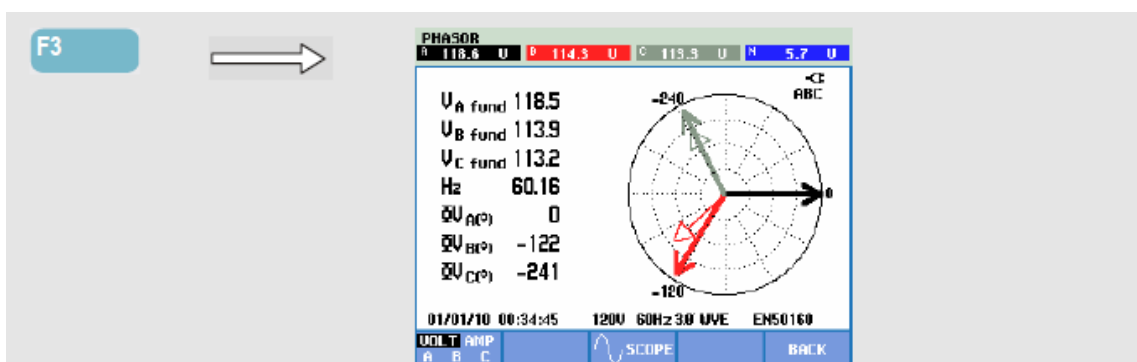 F3
PHASOR
A 118.6 V B 114.3 V C 113.3 V N 5.7 V
ABC
-240
V A fund 118.5
V B fund 113.9
V C fund 113.2
Hz 60.16
0
ΦV A(°) 0
ΦV B(°) -122
ΦV C(°) -241
-120
01/01/10 00:34:45 120V 60Hz 3Ø WYE EN50160
VOLT AMP
A B C SCOPE BACK